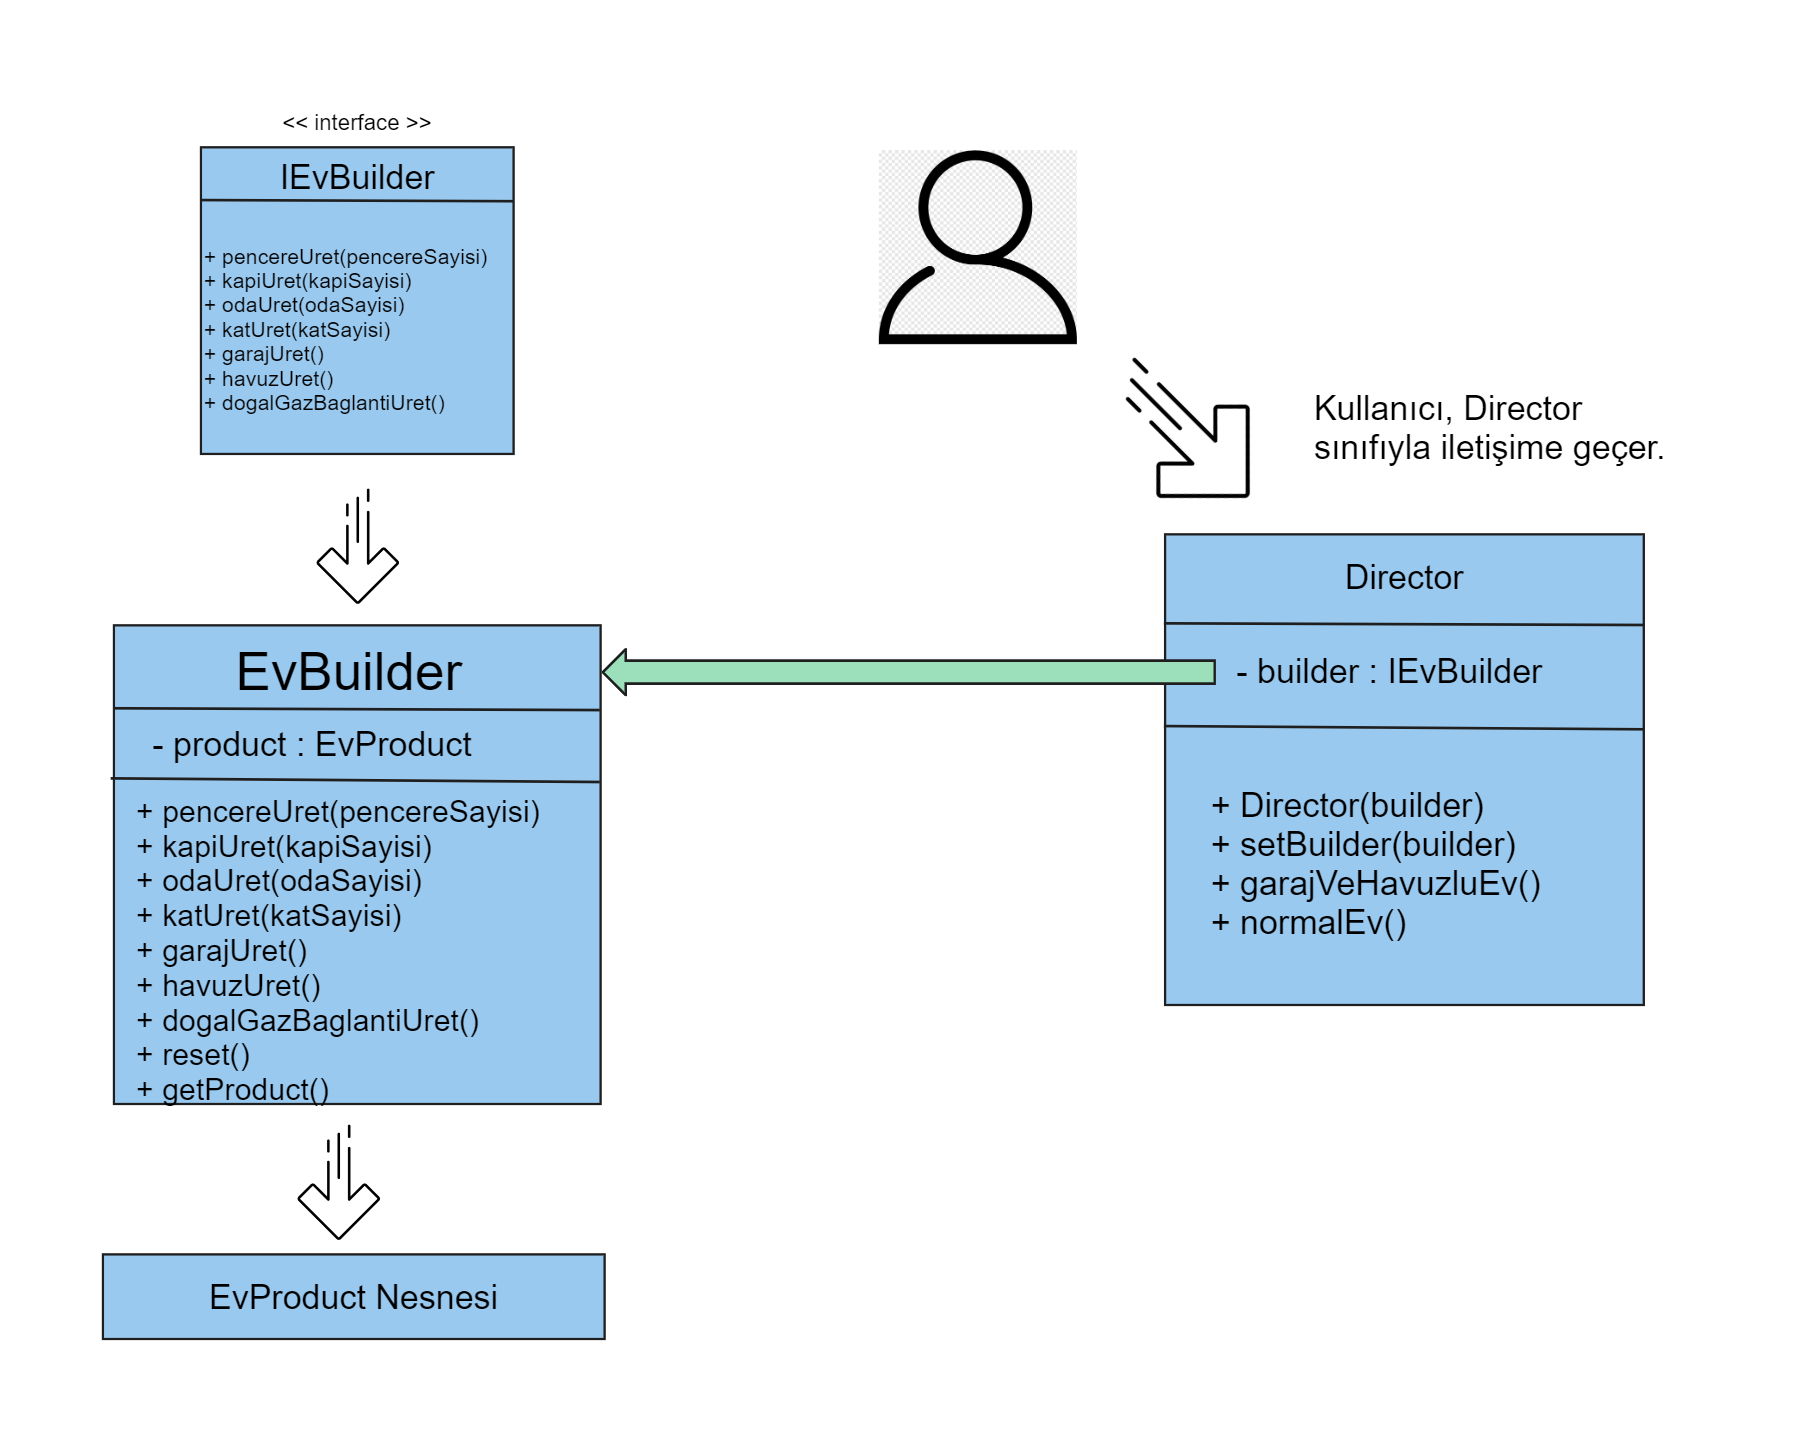 << interface >>
IEvBuilder
+ pencereUret(pencereSayisi)
+ kapiUret(kapiSayisi)
+ odaUret(odaSayisi)
+ katUret(katSayisi)
+ garajUret()
+ havuzUret()
+ dogalGazBaglantiUret()
Kullanıcı, Director
sınıfıyla iletişime geçer.
EvBuilder
- product : EvProduct
+ pencereUret(pencereSayisi)
+ kapiUret(kapiSayisi)
+ odaUret(odaSayisi)
+ katUret(katSayisi)
+ garajUret()
+ havuzUret()
+ dogalGazBaglantiUret()
+ reset()
+ getProduct()
Director
- builder : IEvBuilder
+ Director(builder)
+ setBuilder(builder)
+ garajVeHavuzluEv()
+ normalEv()
EvProduct Nesnesi